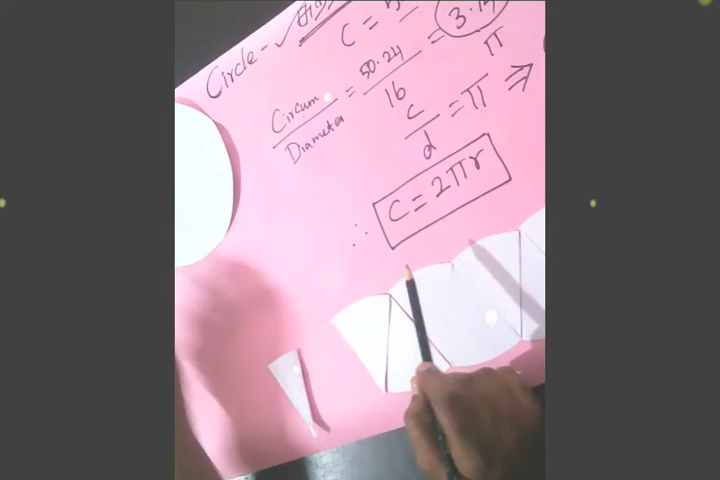 Circle-
C =
Circum/Diameter = 50.24/16 = 3.14
π
c/d = π ⇒
∴ C = 2πr